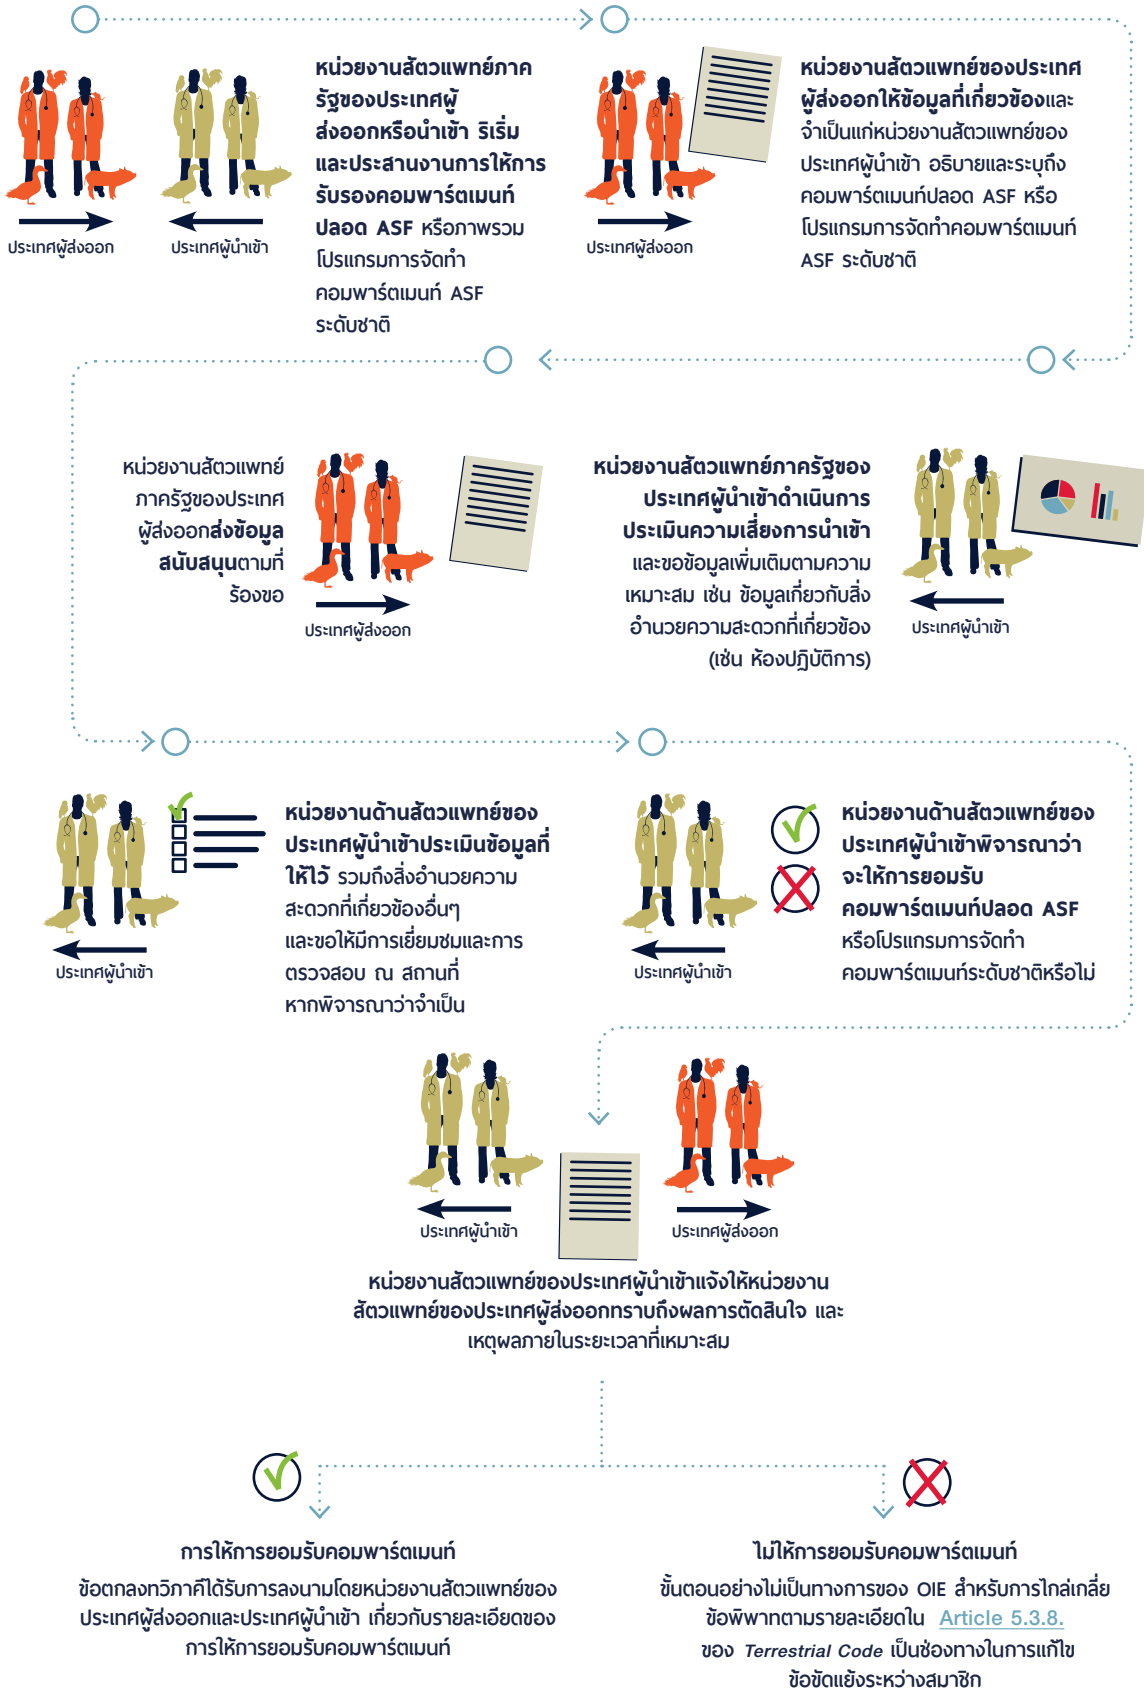 หน่วยงานสัตวแพทย์ภาค
รัฐของประเทศผู้
ส่งออกหรือนำเข้า ริเริ่ม
และประสานงานการให้การ
รับรองคอมพาร์ตเมนท์
ปลอด ASF หรือภาพรวม
โปรแกรมการจัดทำ
คอมพาร์ตเมนท์ ASF
ระดับชาติ
ประเทศผู้ส่งออก
ประเทศผู้นำเข้า
หน่วยงานสัตวแพทย์ของประเทศ
ผู้ส่งออกให้ข้อมูลที่เกี่ยวข้องและ
จำเป็นแก่หน่วยงานสัตวแพทย์ของ
ประเทศผู้นำเข้า อธิบายและระบุถึง
คอมพาร์ตเมนท์ปลอด ASF หรือ
โปรแกรมการจัดทำคอมพาร์ตเมนท์
ASF ระดับชาติ
ประเทศผู้ส่งออก
หน่วยงานสัตวแพทย์ภาครัฐของ
ประเทศผู้นำเข้าดำเนินการ
ประเมินความเสี่ยงการนำเข้า
และขอข้อมูลเพิ่มเติมตามความ
เหมาะสม เช่น ข้อมูลเกี่ยวกับสิ่ง
อำนวยความสะดวกที่เกี่ยวข้อง
(เช่น ห้องปฏิบัติการ)
ประเทศผู้นำเข้า
หน่วยงานสัตวแพทย์
ภาครัฐของประเทศ
ผู้ส่งออกส่งข้อมูล
สนับสนุนตามที่
ร้องขอ
ประเทศผู้ส่งออก
หน่วยงานด้านสัตวแพทย์ของ
ประเทศผู้นำเข้าประเมินข้อมูลที่
ให้ไว้ รวมถึงสิ่งอำนวยความ
สะดวกที่เกี่ยวข้องอื่นๆ
และขอให้มีการเยี่ยมชมและการ
ตรวจสอบ ณ สถานที่
หากพิจารณาว่าจำเป็น
ประเทศผู้นำเข้า
หน่วยงานด้านสัตวแพทย์ของ
ประเทศผู้นำเข้าพิจารณาว่า
จะให้การยอมรับ
คอมพาร์ตเมนท์ปลอด ASF
หรือโปรแกรมการจัดทำ
คอมพาร์ตเมนท์ระดับชาติหรือไม่
ประเทศผู้นำเข้า
ประเทศผู้นำเข้า
ประเทศผู้ส่งออก
หน่วยงานสัตวแพทย์ของประเทศผู้นำเข้าแจ้งให้หน่วยงาน
สัตวแพทย์ของประเทศผู้ส่งออกทราบถึงผลการตัดสินใจ และ
เหตุผลภายในระยะเวลาที่เหมาะสม
การให้การยอมรับคอมพาร์ตเมนท์
ข้อตกลงทวิภาคีได้รับการลงนามโดยหน่วยงานสัตวแพทย์ของ
ประเทศผู้ส่งออกและประเทศผู้นำเข้า เกี่ยวกับรายละเอียดของ
การให้การยอมรับคอมพาร์ตเมนท์
ไม่ให้การยอมรับคอมพาร์ตเมนท์
ขั้นตอนอย่างไม่เป็นทางการของ OIE สำหรับการไกล่เกลี่ย
ข้อพิพาทตามรายละเอียดใน Article 5.3.8.
ของ Terrestrial Code เป็นช่องทางในการแก้ไข
ข้อขัดแย้งระหว่างสมาชิก